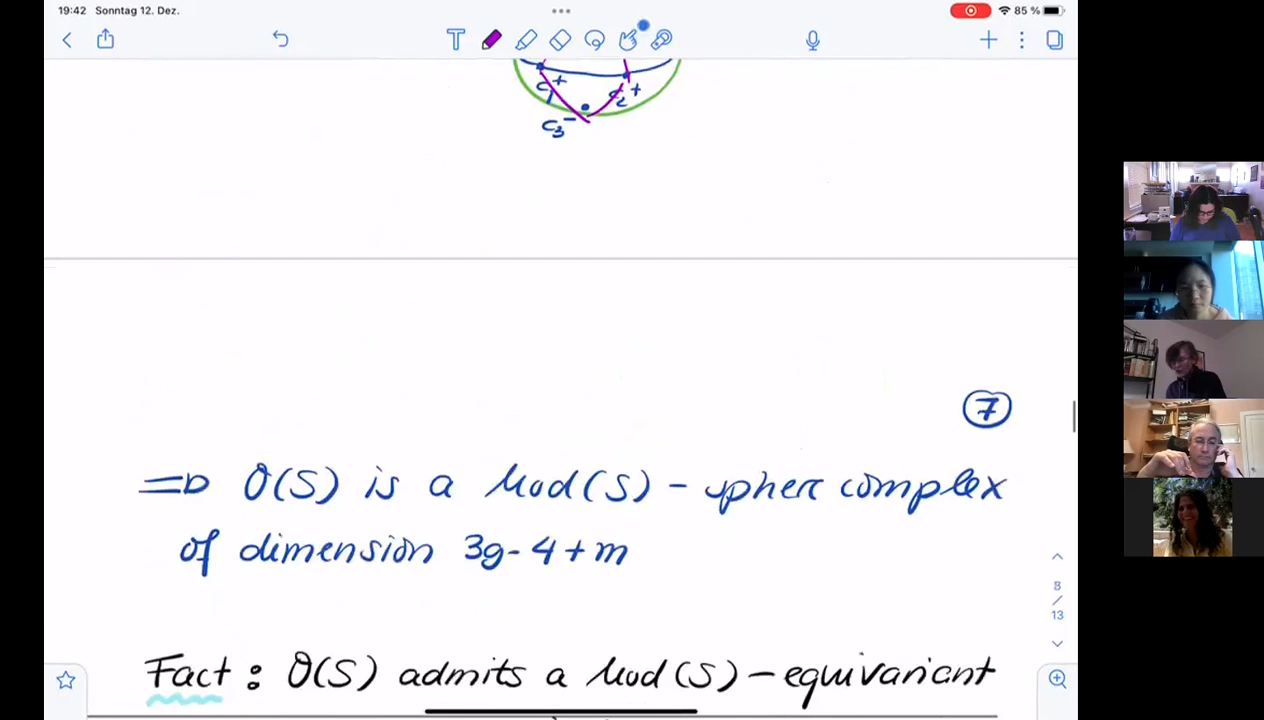 19:42 Sonntag 12. Dez.
85 %
T
c₁⁺
c₂⁺
c₃⁻
7
⇒ O(S) is a Mod(S) - sphere complex
of dimension 3g - 4 + m
8
/
13
Fact : O(S) admits a Mod(S) - equivariant